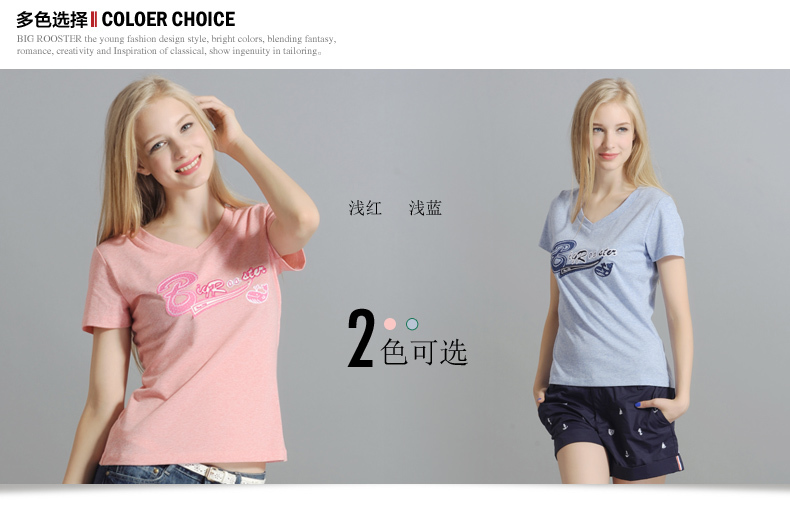 多色选择 COLOER CHOICE
BIG ROOSTER the young fashion design style, bright colors, blending fantasy,
romance, creativity and Inspiration of classical, show ingenuity in tailoring。
浅红 浅蓝
BigRooster
BigRooster
2
色可选